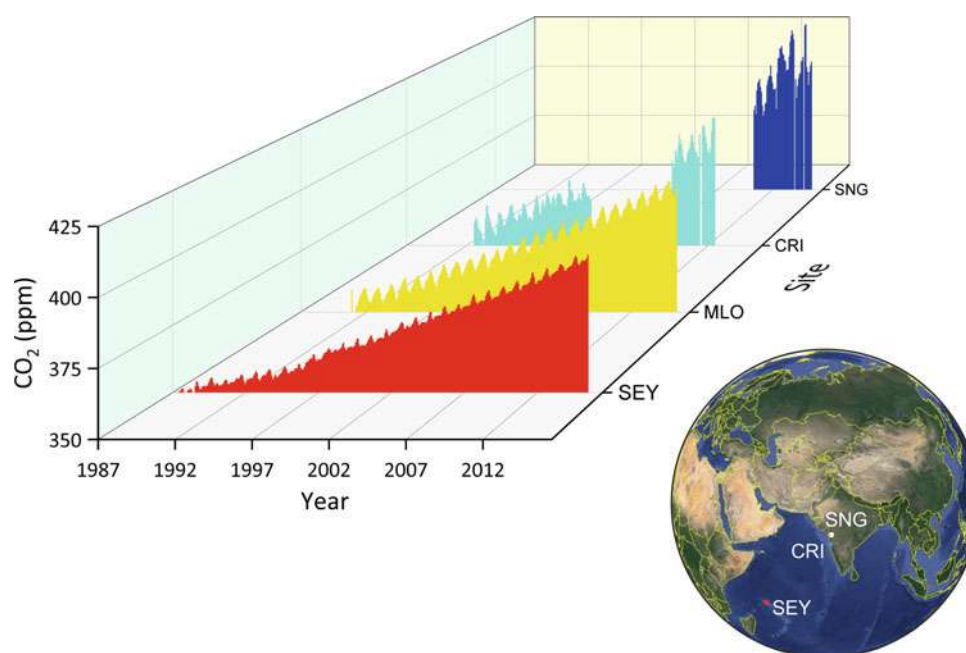 425
400
375
350
CO₂ (ppm)
1987 1992 1997 2002 2007 2012
Year
SEY
MLO
CRI
SNG
Site
SNG
CRI
SEY